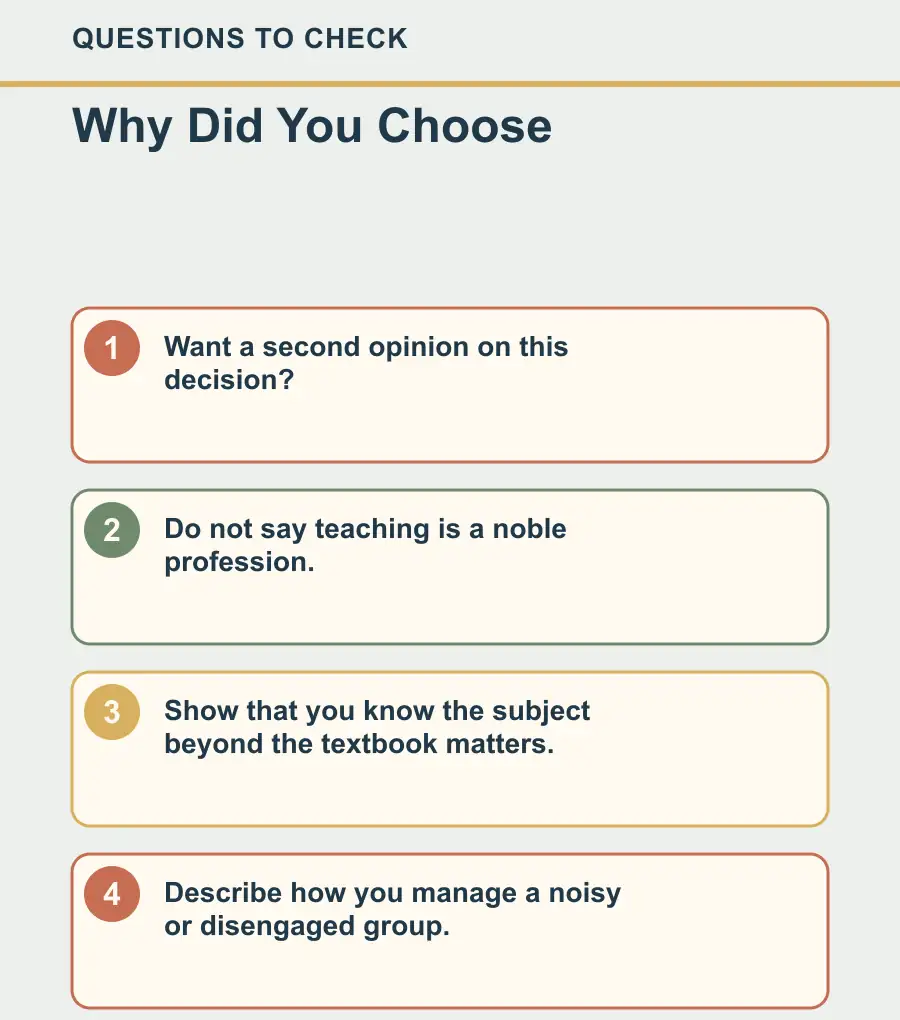 QUESTIONS TO CHECK
Why Did You Choose
1
Want a second opinion on this
decision?
2
Do not say teaching is a noble
profession.
3
Show that you know the subject
beyond the textbook matters.
4
Describe how you manage a noisy
or disengaged group.